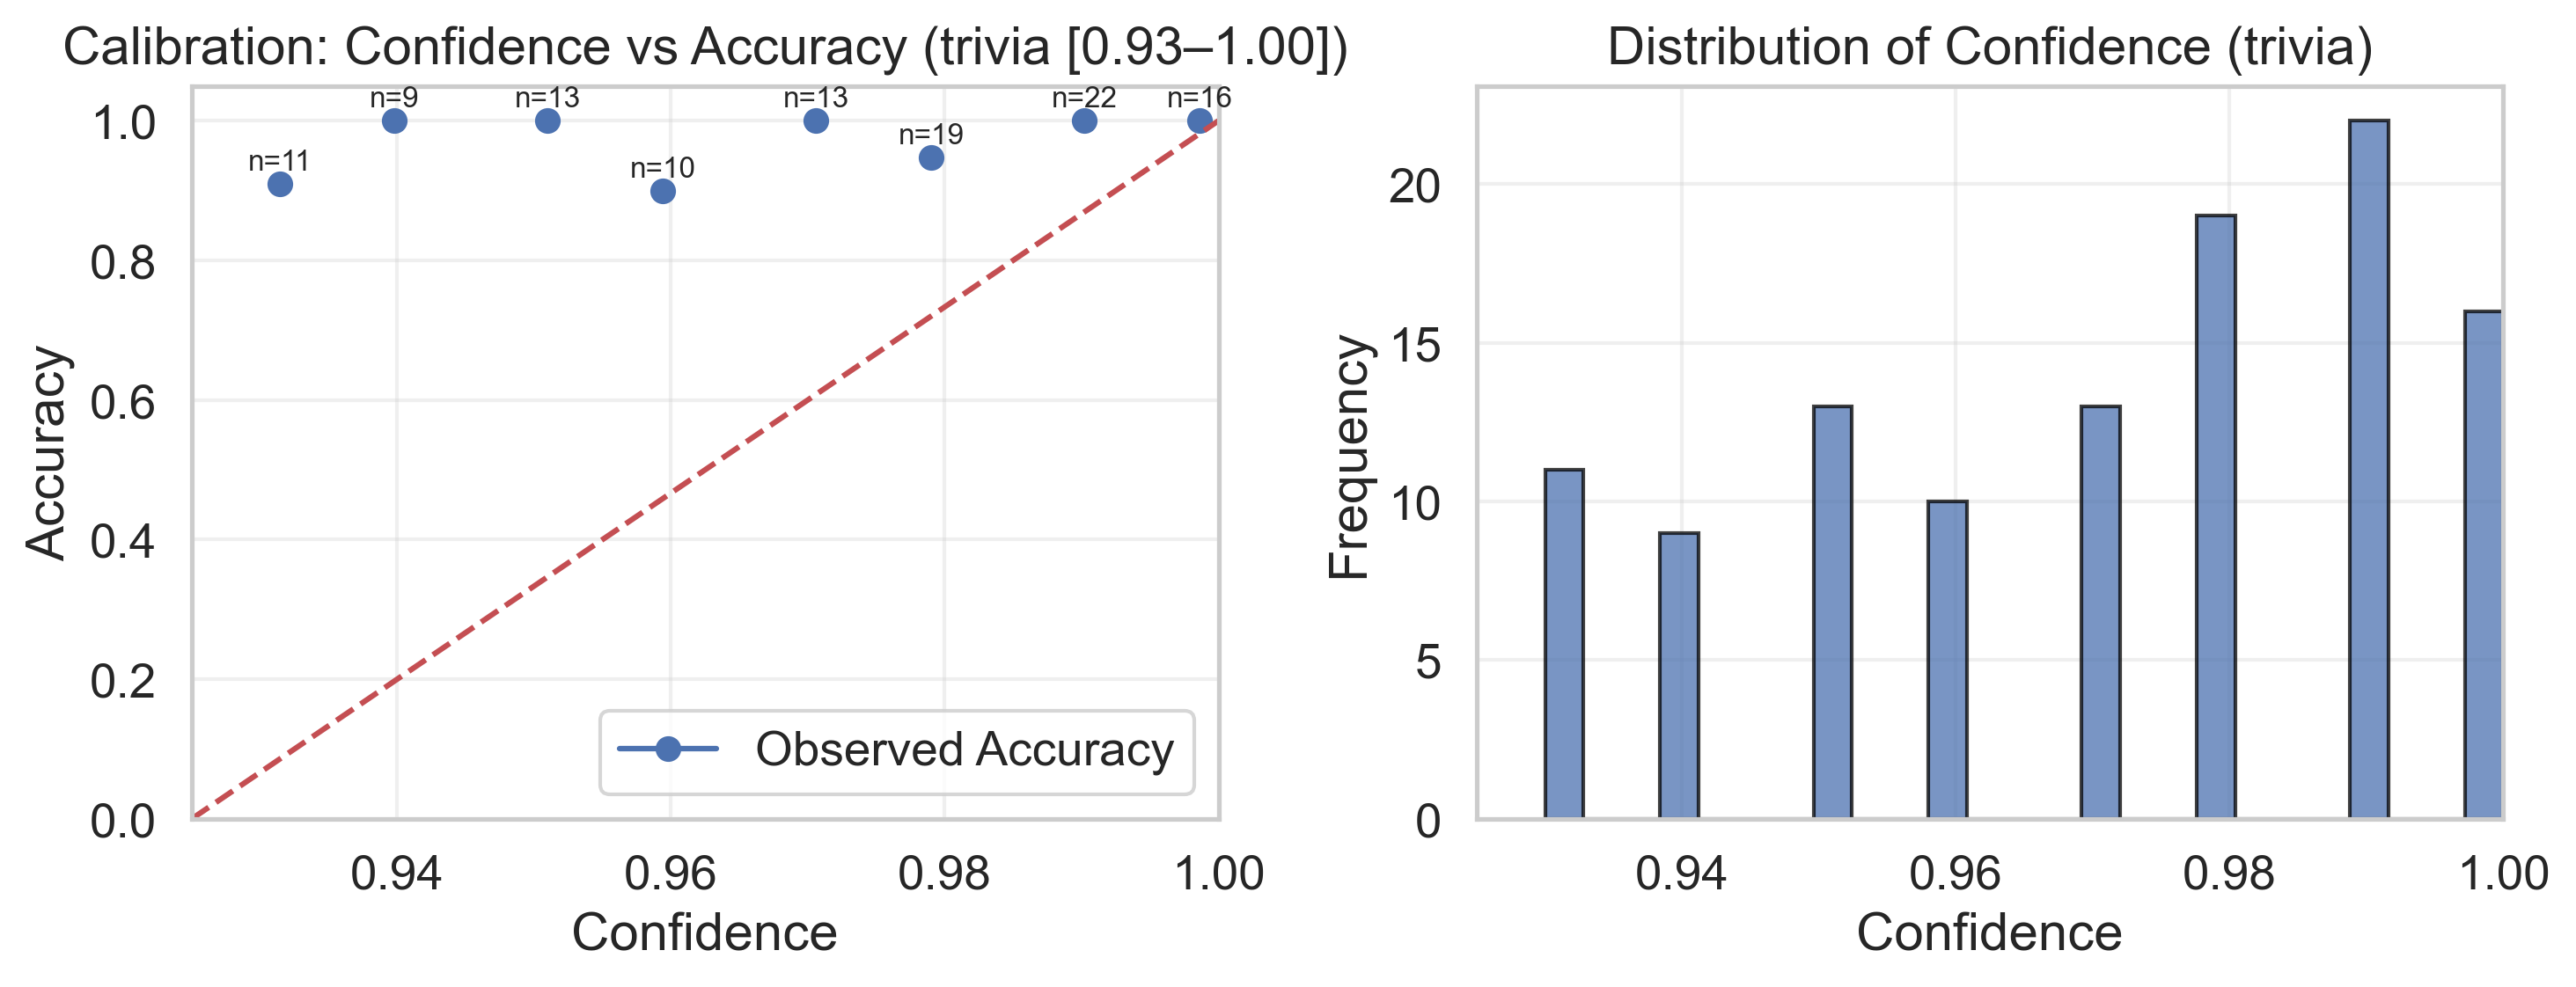 Calibration: Confidence vs Accuracy (trivia [0.93–1.00])
n=9
n=13
n=13
n=22
n=16
n=19
n=11
n=10
1.0
0.8
0.6
0.4
0.2
0.0
Accuracy
Observed Accuracy
0.94
0.96
0.98
1.00
Confidence
Distribution of Confidence (trivia)
20
15
10
5
0
Frequency
0.94
0.96
0.98
1.00
Confidence